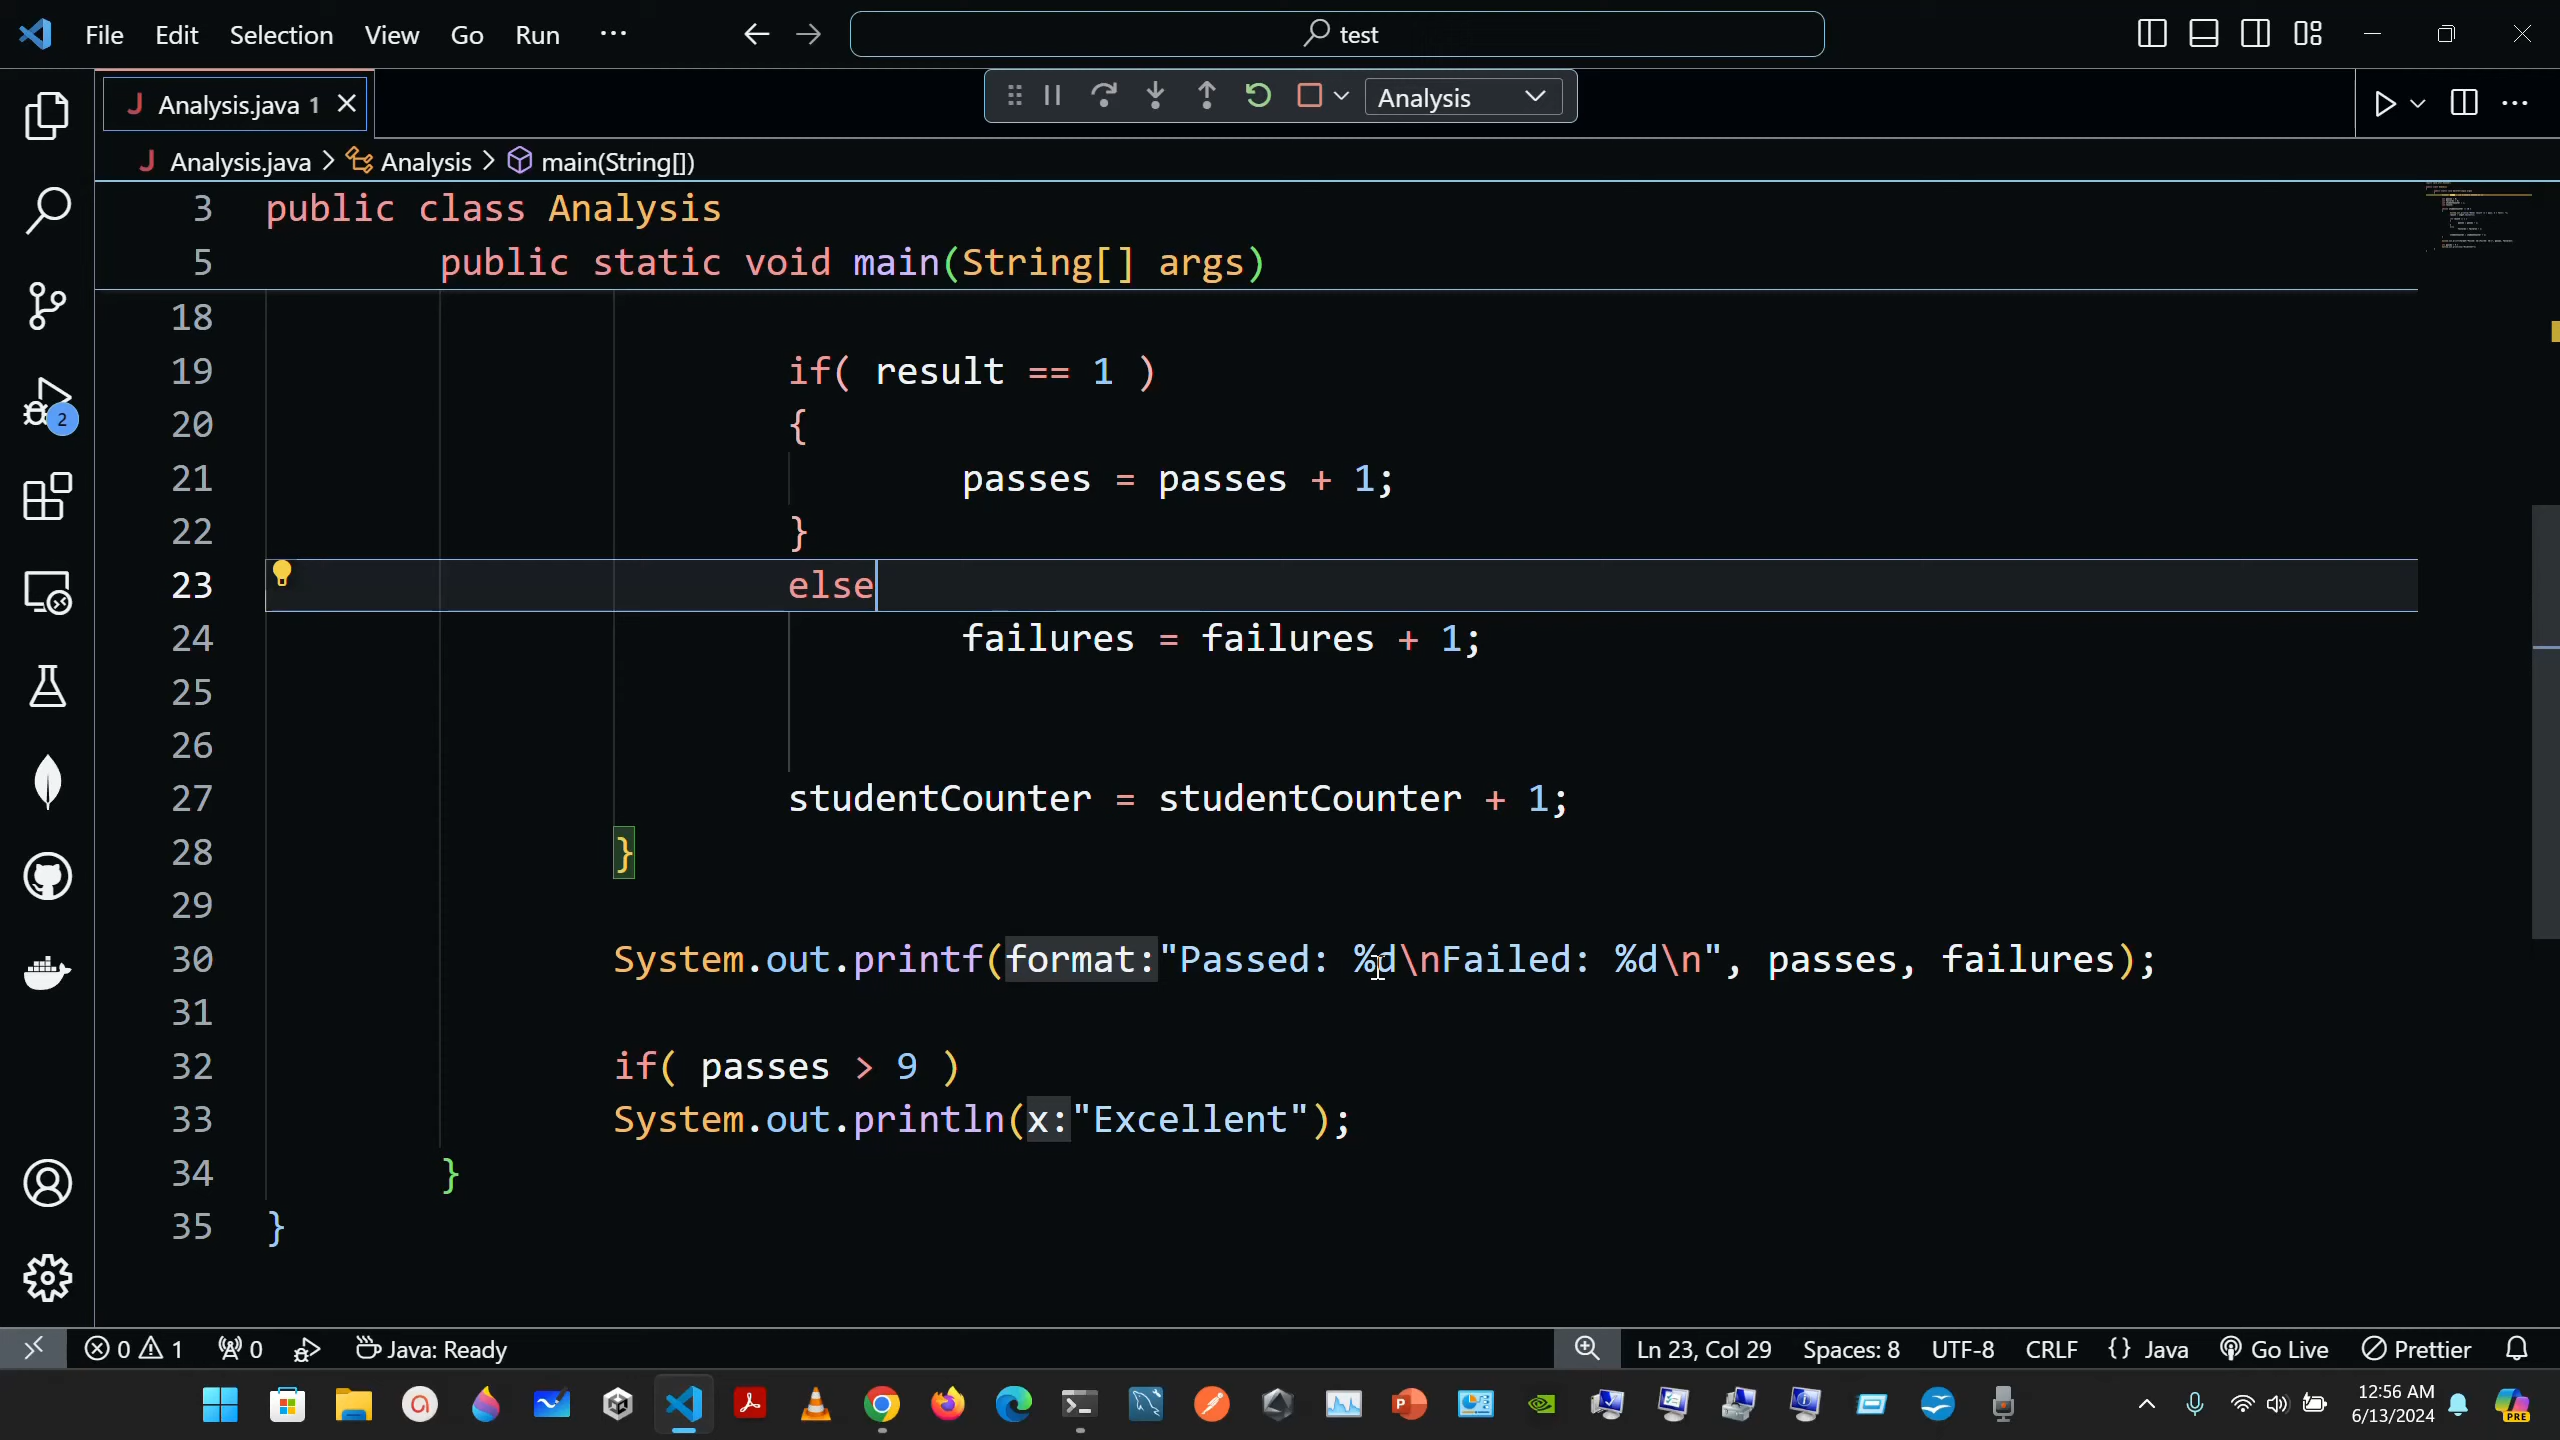 File Edit Selection View Go Run ··· test
Analysis.java 1 Analysis
Analysis.java > Analysis > main(String[])
3 public class Analysis
5 public static void main(String[] args)
18
19 if( result == 1 )
20 {
21 passes = passes + 1;
22 }
23 else
24 failures = failures + 1;
25
26
27 studentCounter = studentCounter + 1;
28 }
29
30 System.out.printf(format:"Passed: %d\nFailed: %d\n", passes, failures);
31
32 if( passes > 9 )
33 System.out.println(x:"Excellent");
34 }
35 }
2
0 1 0 Java: Ready Ln 23, Col 29 Spaces: 8 UTF-8 CRLF {} Java Go Live Prettier
12:56 AM
6/13/2024
PRE